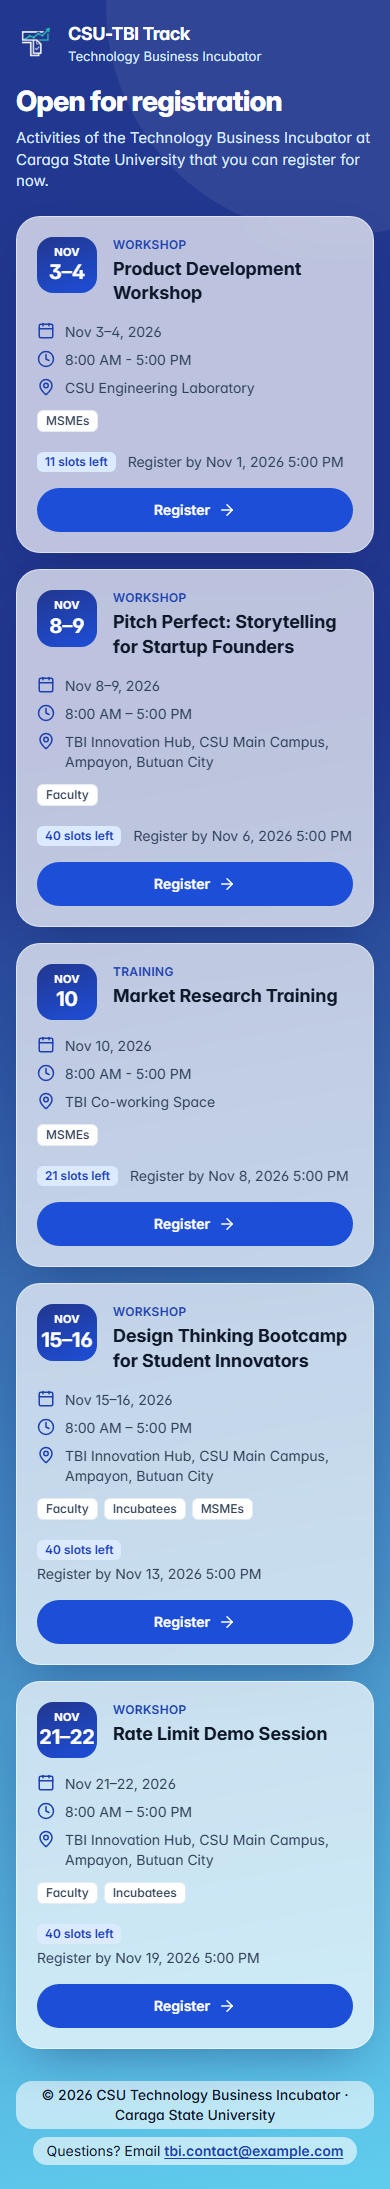 CSU-TBI Track
Technology Business Incubator
Open for registration
Activities of the Technology Business Incubator at
Caraga State University that you can register for
now.
NOV
3–4
WORKSHOP
Product Development
Workshop
Nov 3–4, 2026
8:00 AM - 5:00 PM
CSU Engineering Laboratory
MSMEs
11 slots left
Register by Nov 1, 2026 5:00 PM
Register
NOV
8–9
WORKSHOP
Pitch Perfect: Storytelling
for Startup Founders
Nov 8–9, 2026
8:00 AM – 5:00 PM
TBI Innovation Hub, CSU Main Campus,
Ampayon, Butuan City
Faculty
40 slots left
Register by Nov 6, 2026 5:00 PM
Register
NOV
10
TRAINING
Market Research Training
Nov 10, 2026
8:00 AM - 5:00 PM
TBI Co-working Space
MSMEs
21 slots left
Register by Nov 8, 2026 5:00 PM
Register
NOV
15–16
WORKSHOP
Design Thinking Bootcamp
for Student Innovators
Nov 15–16, 2026
8:00 AM – 5:00 PM
TBI Innovation Hub, CSU Main Campus,
Ampayon, Butuan City
Faculty Incubatees MSMEs
40 slots left
Register by Nov 13, 2026 5:00 PM
Register
NOV
21–22
WORKSHOP
Rate Limit Demo Session
Nov 21–22, 2026
8:00 AM – 5:00 PM
TBI Innovation Hub, CSU Main Campus,
Ampayon, Butuan City
Faculty Incubatees
40 slots left
Register by Nov 19, 2026 5:00 PM
Register
© 2026 CSU Technology Business Incubator ·
Caraga State University
Questions? Email tbi.contact@example.com